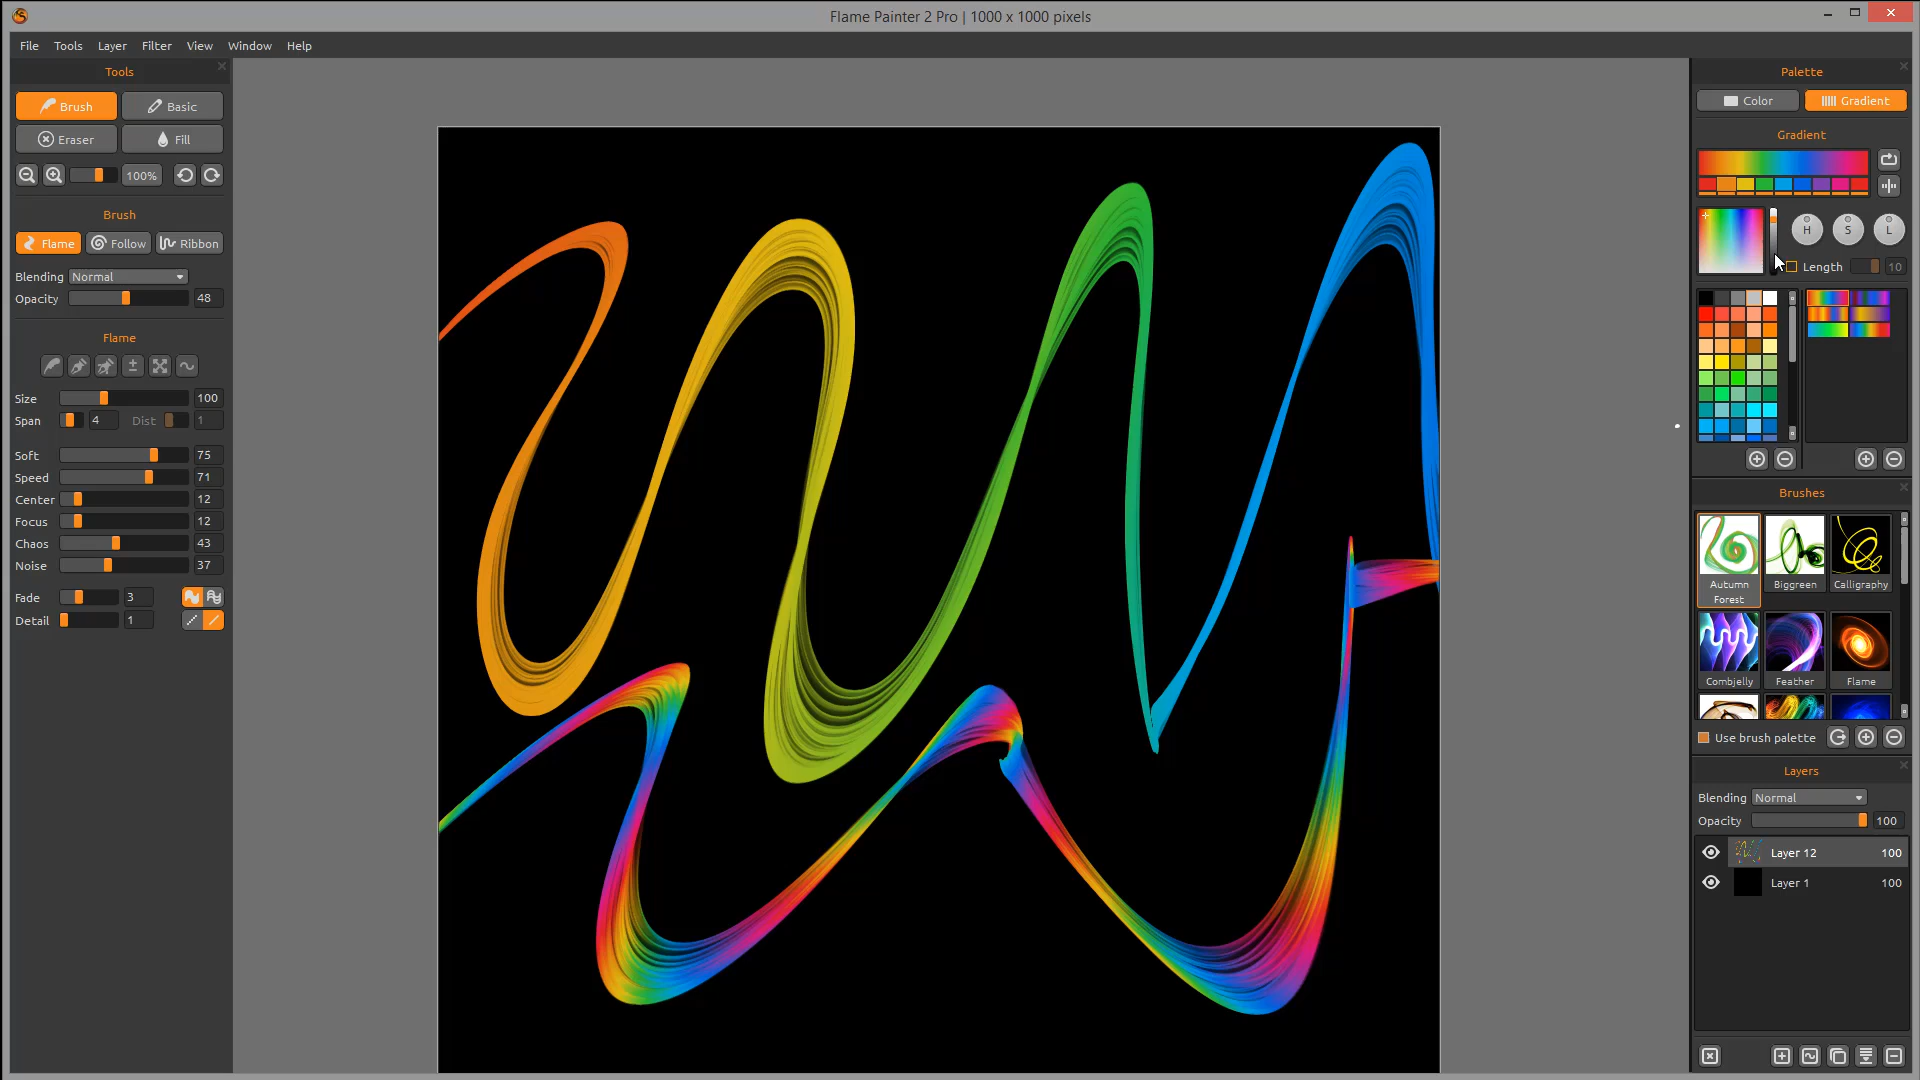 Flame Painter 2 Pro | 1000 x 1000 pixels
File Tools Layer Filter View Window Help
Tools
Brush Basic
Eraser Fill
100%
Brush
Flame Follow Ribbon
Blending Normal
Opacity 48
Flame
Size 100
Span 4 Dist 1
Soft 75
Speed 71
Center 12
Focus 12
Chaos 43
Noise 37
Fade 3
Detail 1
Palette
Color Gradient
Gradient
H S L
Length 10
Brushes
Autumn Forest Biggreen Calligraphy
Combjelly Feather Flame
Use brush palette
Layers
Blending Normal
Opacity 100
Layer 12 100
Layer 1 100